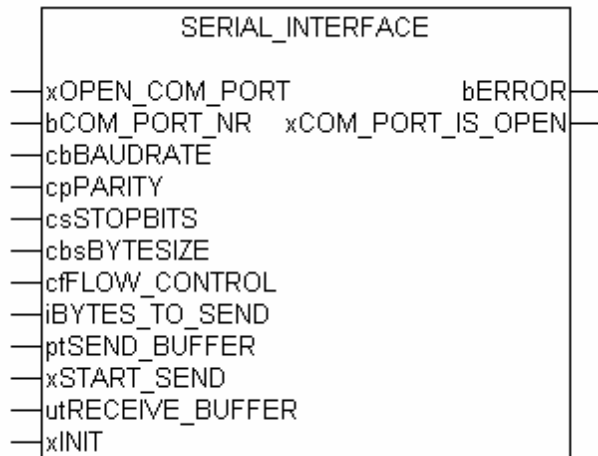 SERIAL_INTERFACE
xOPEN_COM_PORT bERROR
bCOM_PORT_NR xCOM_PORT_IS_OPEN
cbBAUDRATE
cpPARITY
csSTOPBITS
cbsBYTESIZE
cfFLOW_CONTROL
iBYTES_TO_SEND
ptSEND_BUFFER
xSTART_SEND
utRECEIVE_BUFFER
xINIT